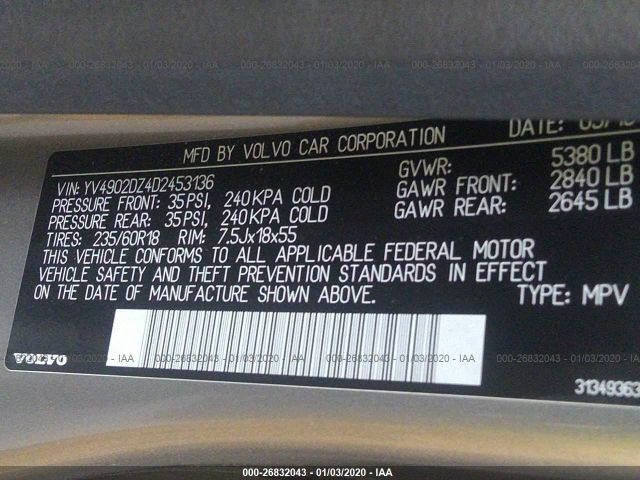 MFD BY VOLVO CAR CORPORATION DATE:
VIN: YV4902DZ4D2453136
PRESSURE FRONT: 35PSI, 240KPA COLD
PRESSURE REAR: 35PSI, 240KPA COLD
TIRES: 235/60R18 RIM: 7.5Jx18x55
GVWR: 5380 LB
GAWR FRONT: 2840 LB
GAWR REAR: 2645 LB
THIS VEHICLE CONFORMS TO ALL APPLICABLE FEDERAL MOTOR
VEHICLE SAFETY AND THEFT PREVENTION STANDARDS IN EFFECT
ON THE DATE OF MANUFACTURE SHOWN ABOVE. TYPE: MPV
VOLVO
31349363
000-26832043 - 01/03/2020 - IAA